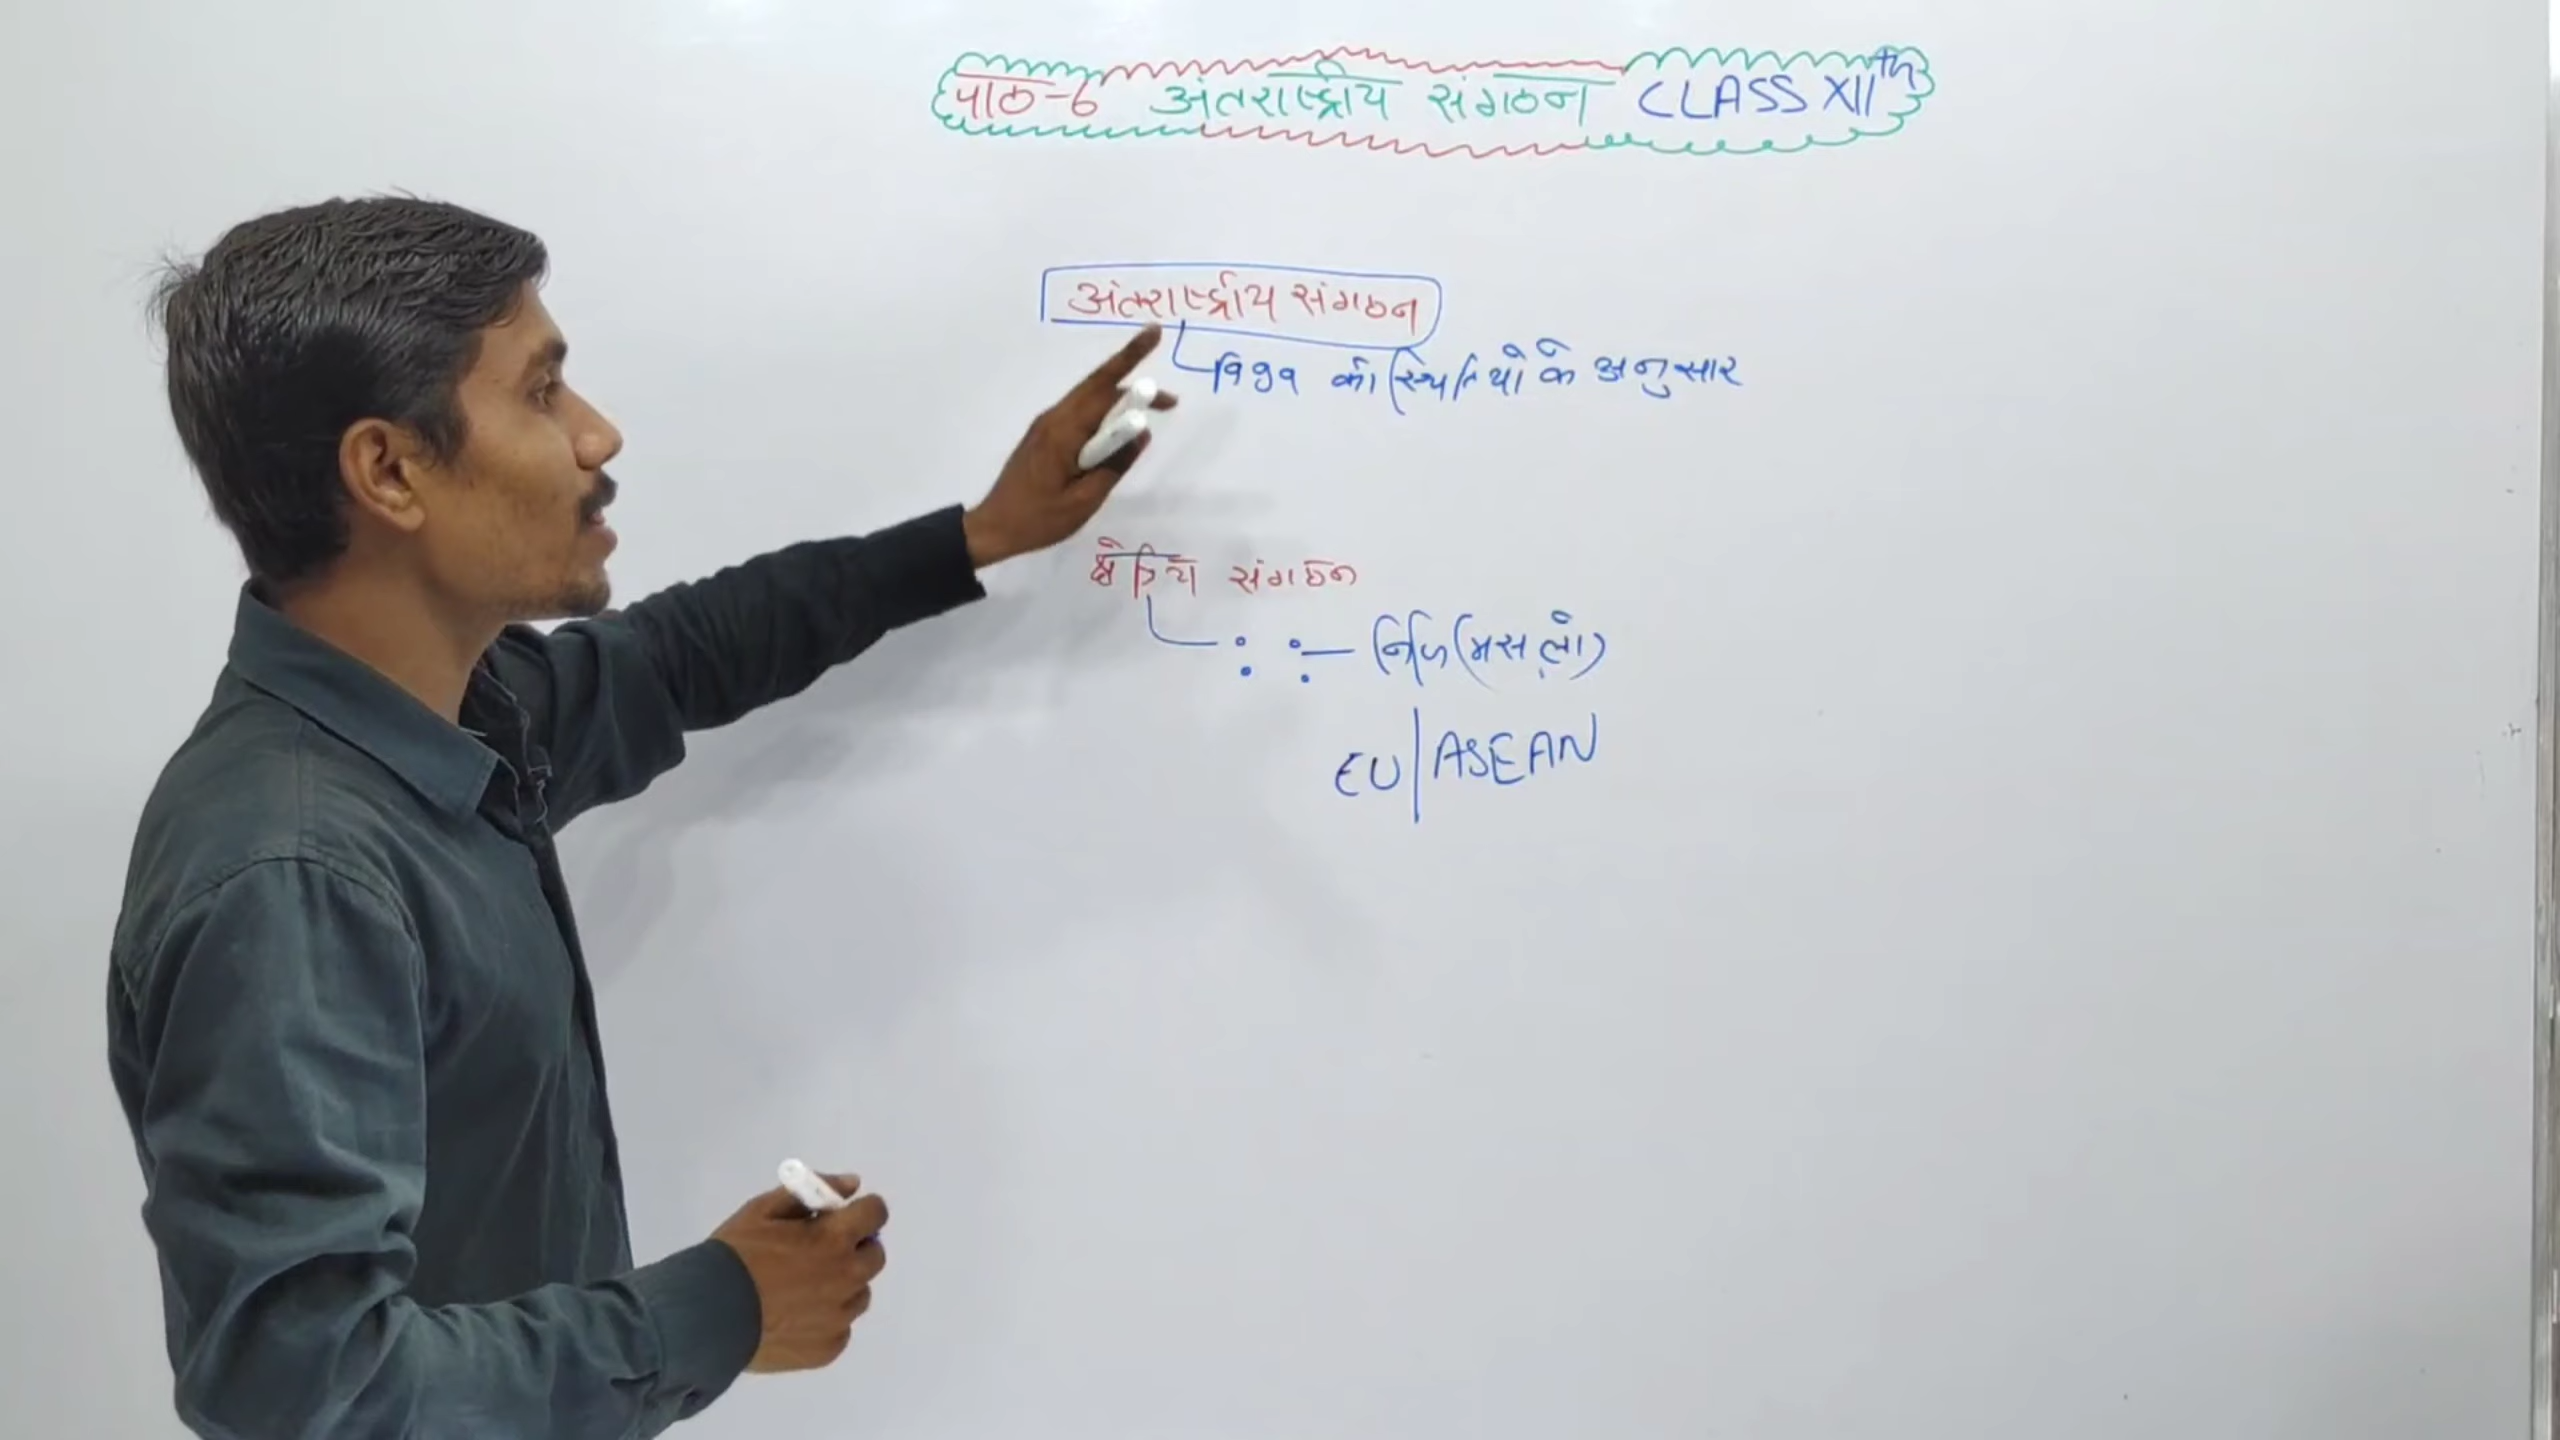 पाठ-6 अंतराष्ट्रीय संगठन CLASS XIIth
अंतराष्ट्रीय संगठन
विश्व की स्थितियों के अनुसार
क्षेत्रिय संगठन
निजि (मसलों)
EU | ASEAN